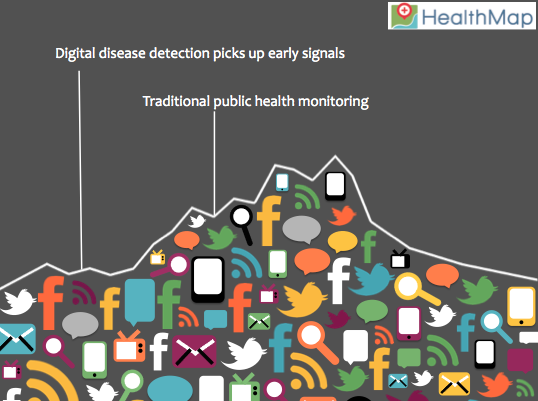 HealthMap
Digital disease detection picks up early signals
Traditional public health monitoring